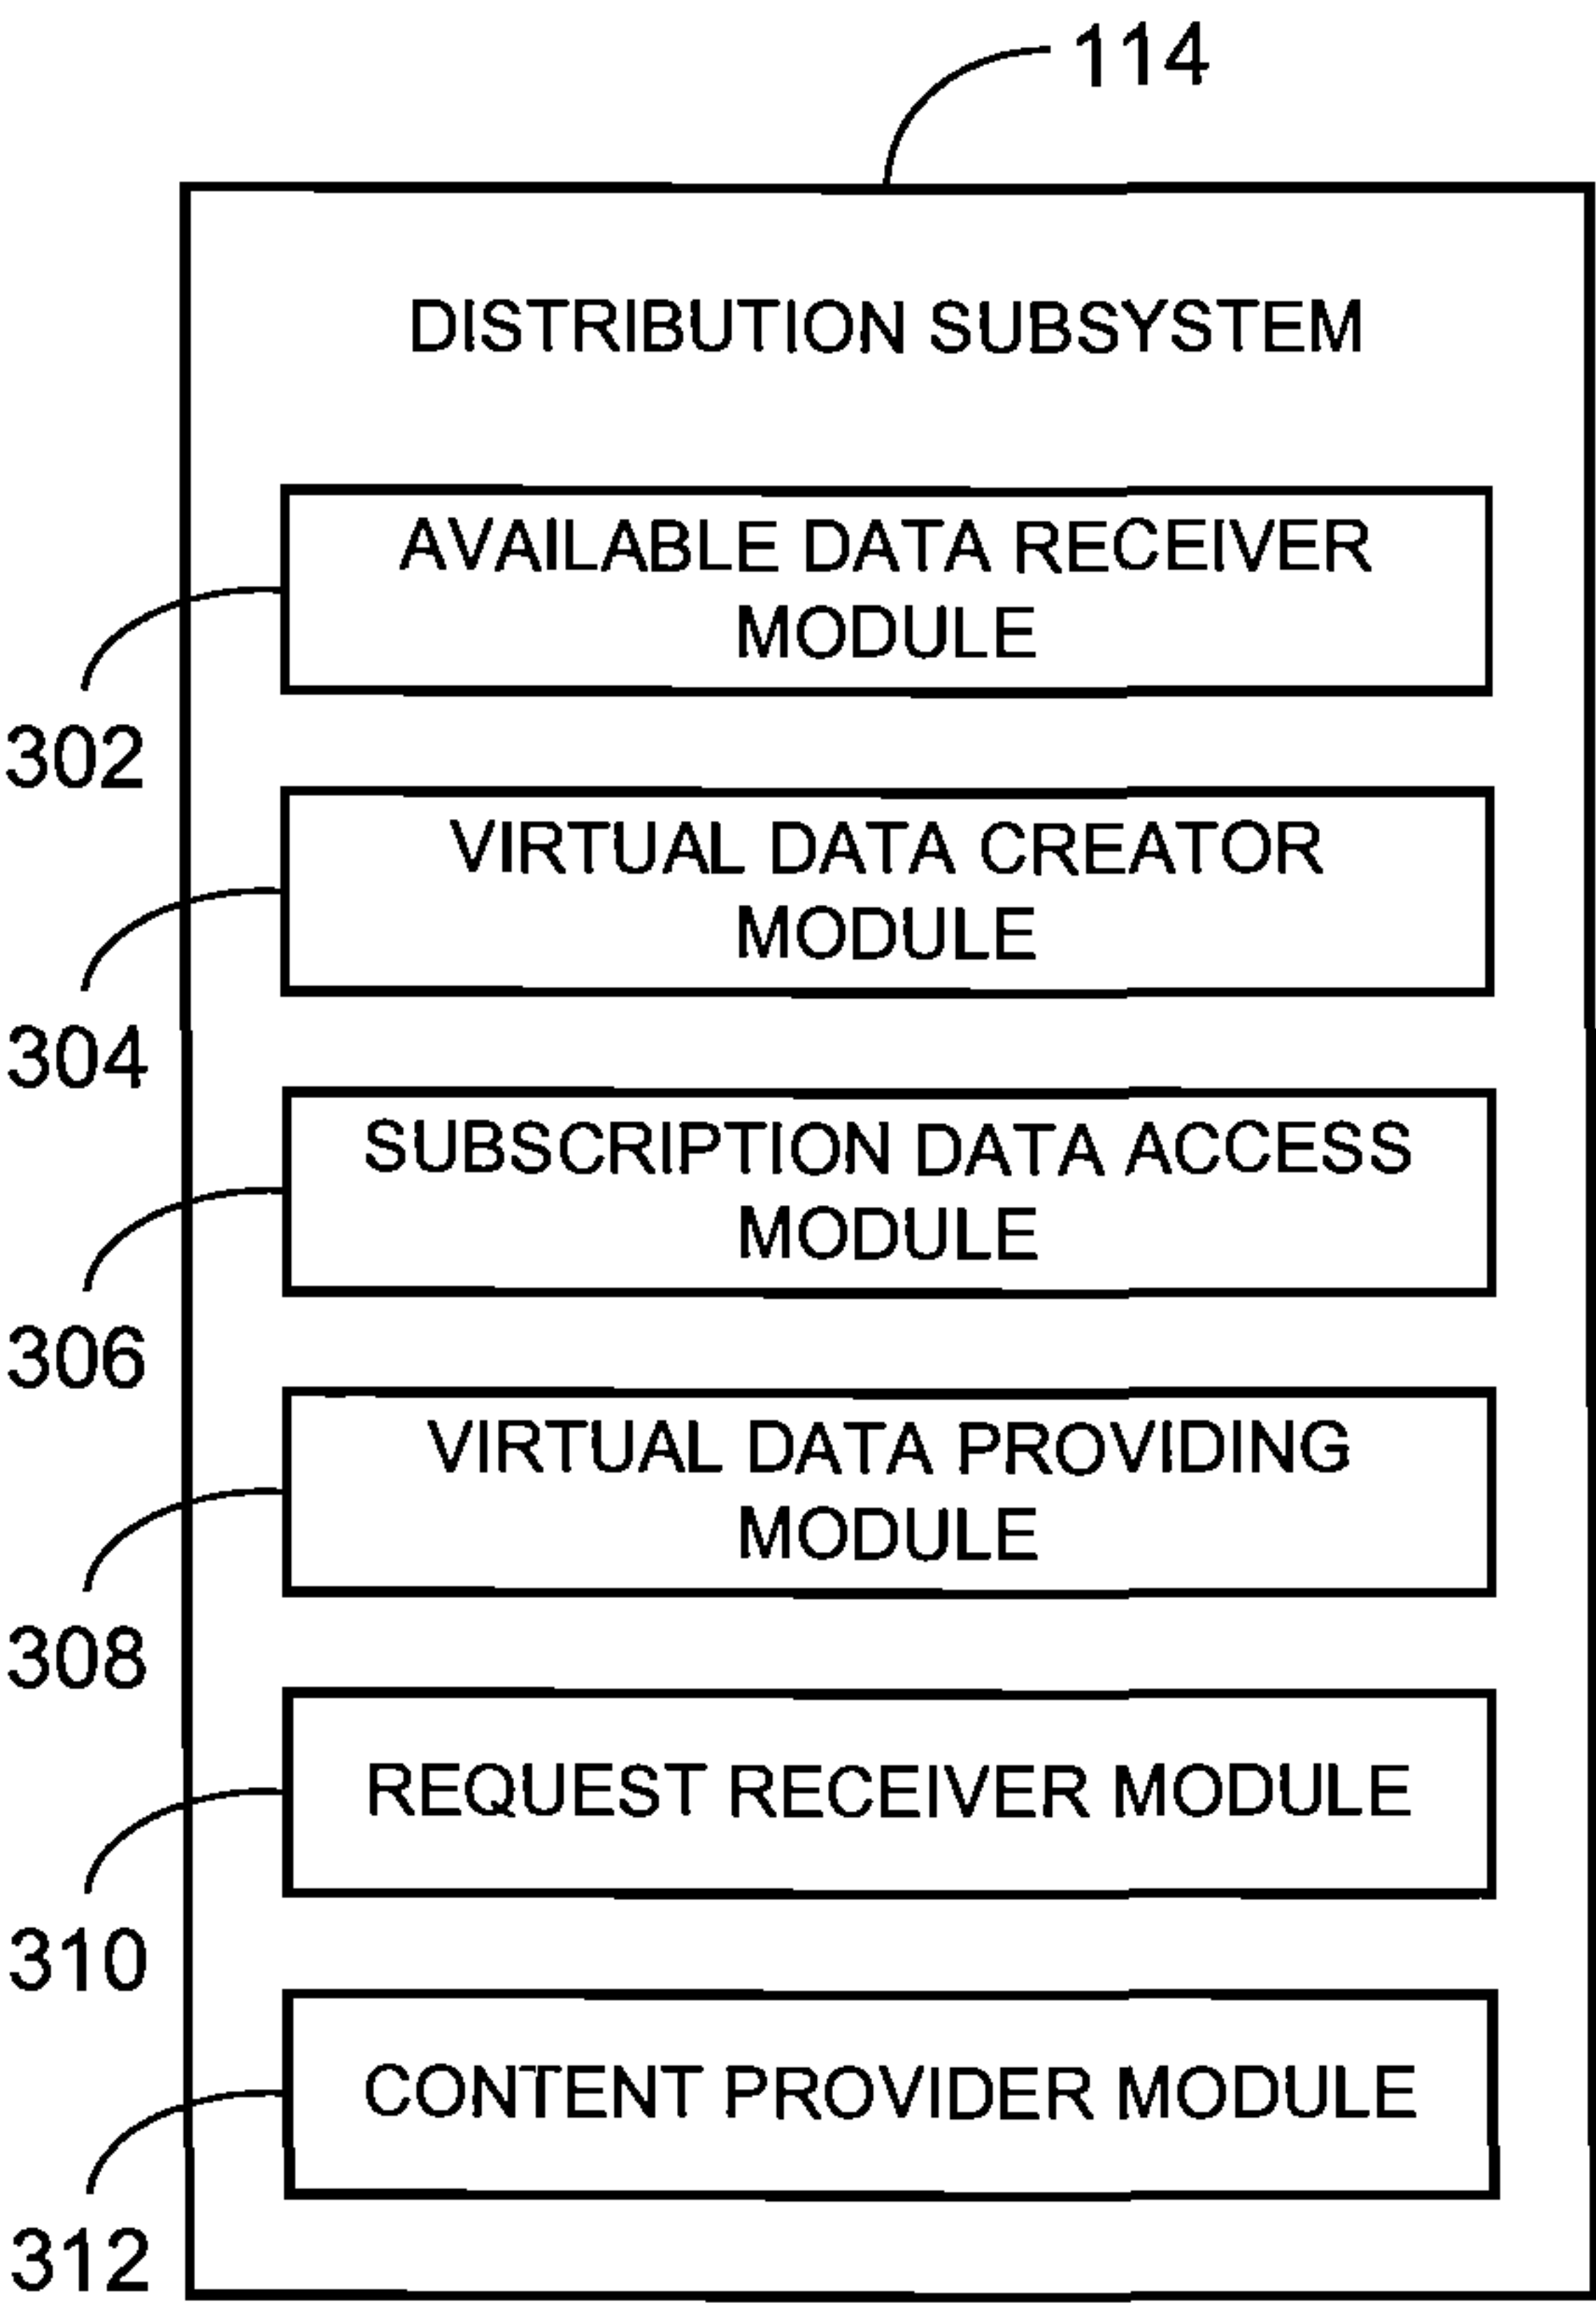 114
DISTRIBUTION SUBSYSTEM
AVAILABLE DATA RECEIVER
MODULE
302
VIRTUAL DATA CREATOR
MODULE
304
SUBSCRIPTION DATA ACCESS
MODULE
306
VIRTUAL DATA PROVIDING
MODULE
308
REQUEST RECEIVER MODULE
310
CONTENT PROVIDER MODULE
312